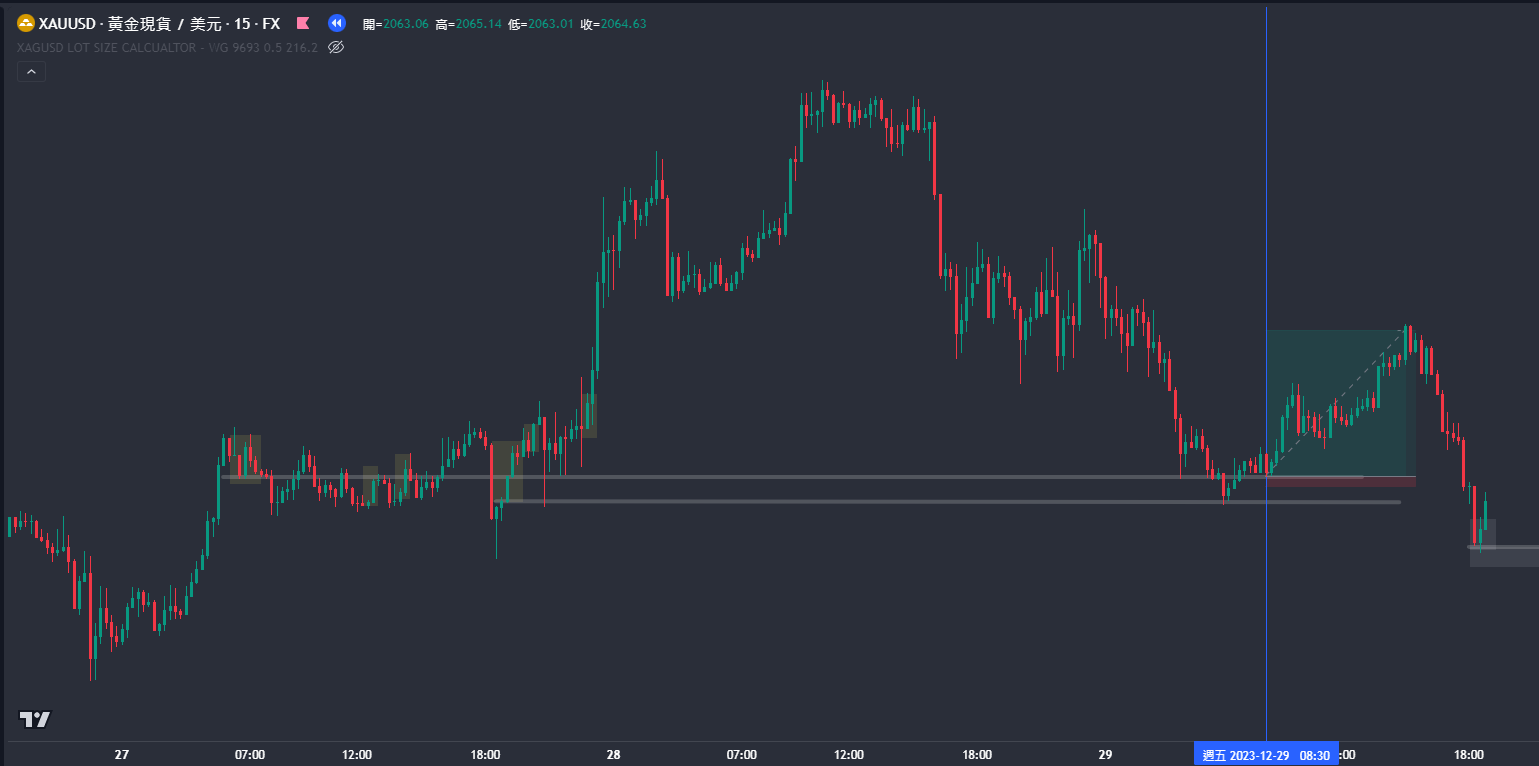 XAUUSD · 黃金現貨 / 美元 · 15 · FX 開=2063.06 高=2065.14 低=2063.01 收=2064.63
XAGUSD LOT SIZE CALCUALTOR - WG 9693 0.5 216.2
27 07:00 12:00 18:00 28 07:00 12:00 18:00 29 週五 2023-12-29 08:30 :00 18:00